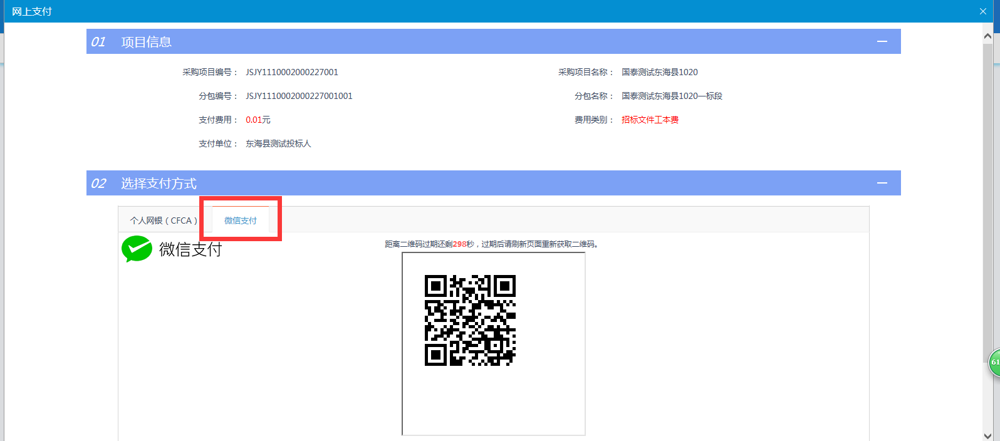 网上支付
01 项目信息
采购项目编号： JSJY1110002000227001 采购项目名称： 国泰测试东海县1020
分包编号： JSJY1110002000227001001 分包名称： 国泰测试东海县1020—标段
支付费用： 0.01元 费用类别： 招标文件工本费
支付单位： 东海县测试投标人
02 选择支付方式
个人网银（CFCA） 微信支付
微信支付
距离二维码过期还剩298秒，过期后请刷新页面重新获取二维码。
61